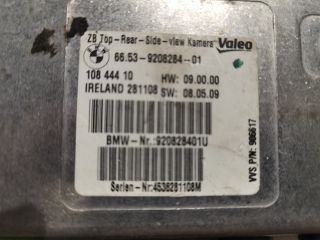 ZB Top-Rear-Side-view Kamera Valeo
66.53-9208284-01
108 444 10 HW: 09.00.00
IRELAND 281108 SW: 08.05.09
BMW-Nr.:920828401U
Serien-Nr:4536281108M
VVS P/N: 986617